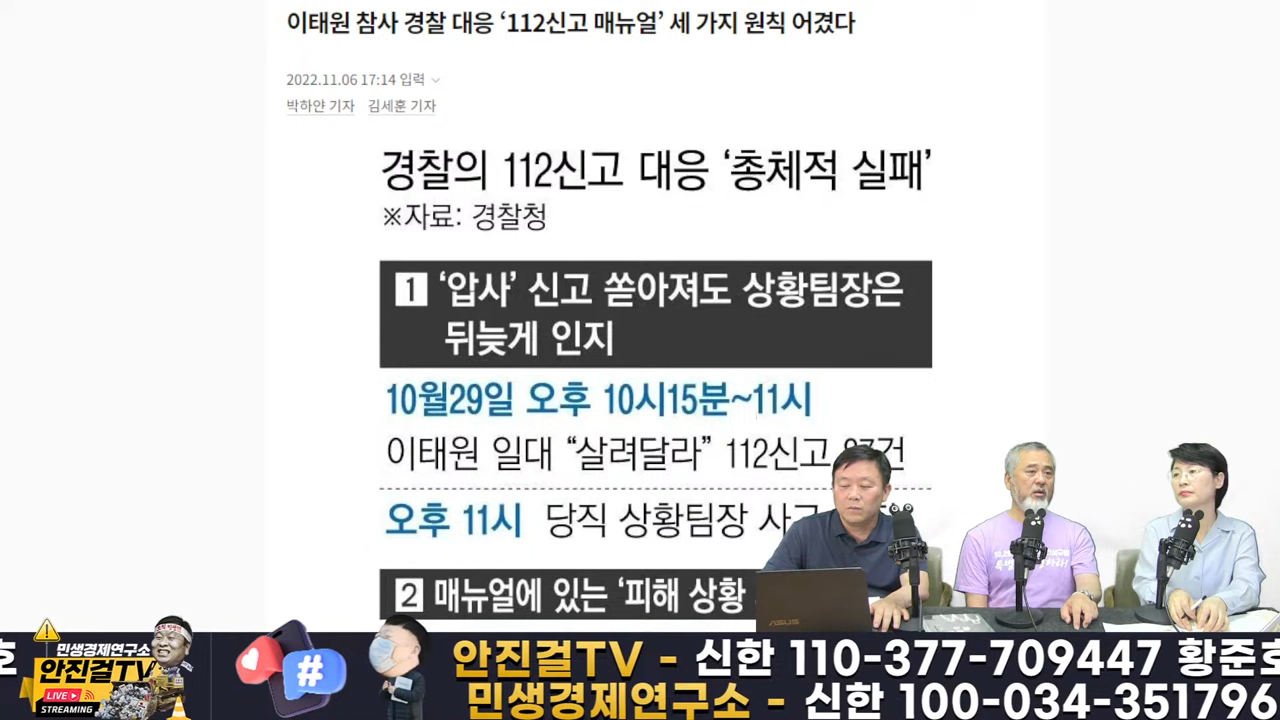 이태원 참사 경찰 대응 ‘112신고 매뉴얼’ 세 가지 원칙 어겼다
2022.11.06 17:14 입력
박하얀 기자 김세훈 기자
경찰의 112신고 대응 ‘총체적 실패’
※자료: 경찰청
1 ‘압사’ 신고 쏟아져도 상황팀장은
뒤늦게 인지
10월29일 오후 10시15분~11시
이태원 일대 “살려달라” 112신고
오후 11시 당직 상황팀장
2 매뉴얼에 있는 ‘피해 상황
ASUS
민생경제연구소
안진걸TV
LIVE
STREAMING
#
안진걸TV - 신한 110-377-709447 황준호
민생경제연구소 - 신한 100-034-351796